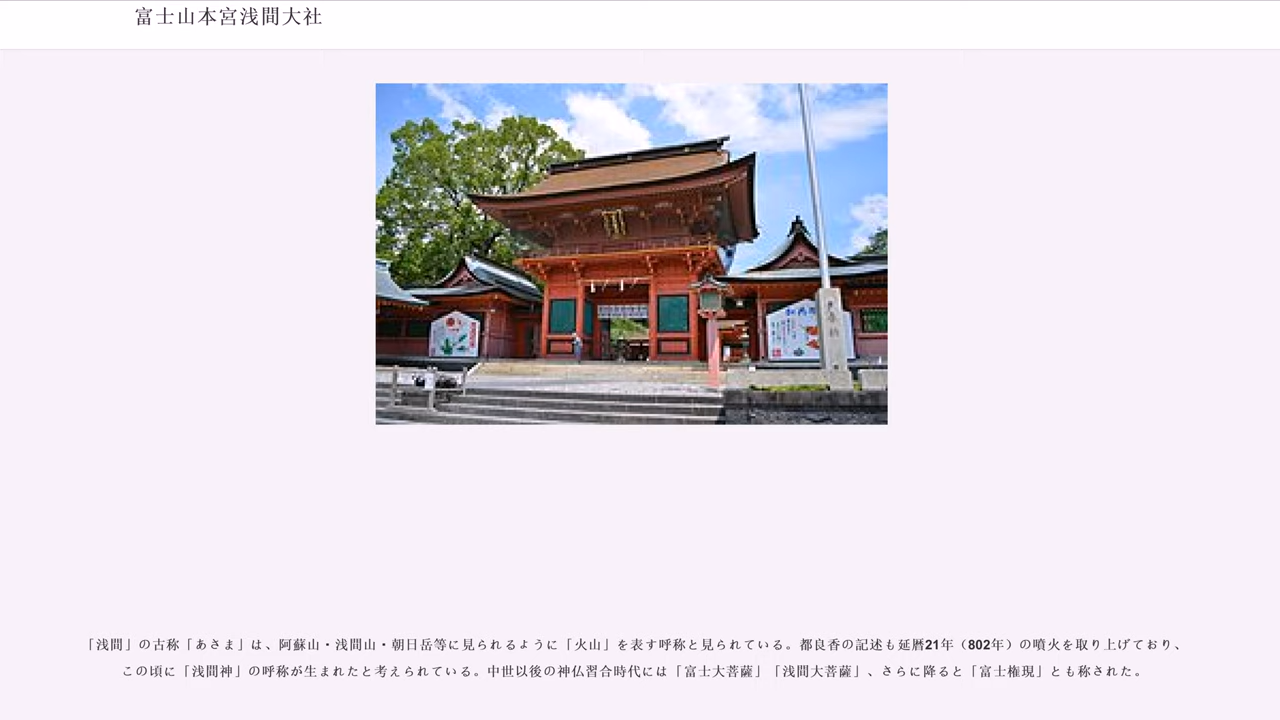 富士山本宮浅間大社
「浅間」の古称「あさま」は、阿蘇山・浅間山・朝日岳等に見られるように「火山」を表す呼称と見られている。都良香の記述も延暦21年（802年）の噴火を取り上げており、
この頃に「浅間神」の呼称が生まれたと考えられている。中世以後の神仏習合時代には「富士大菩薩」「浅間大菩薩」、さらに降ると「富士権現」とも称された。